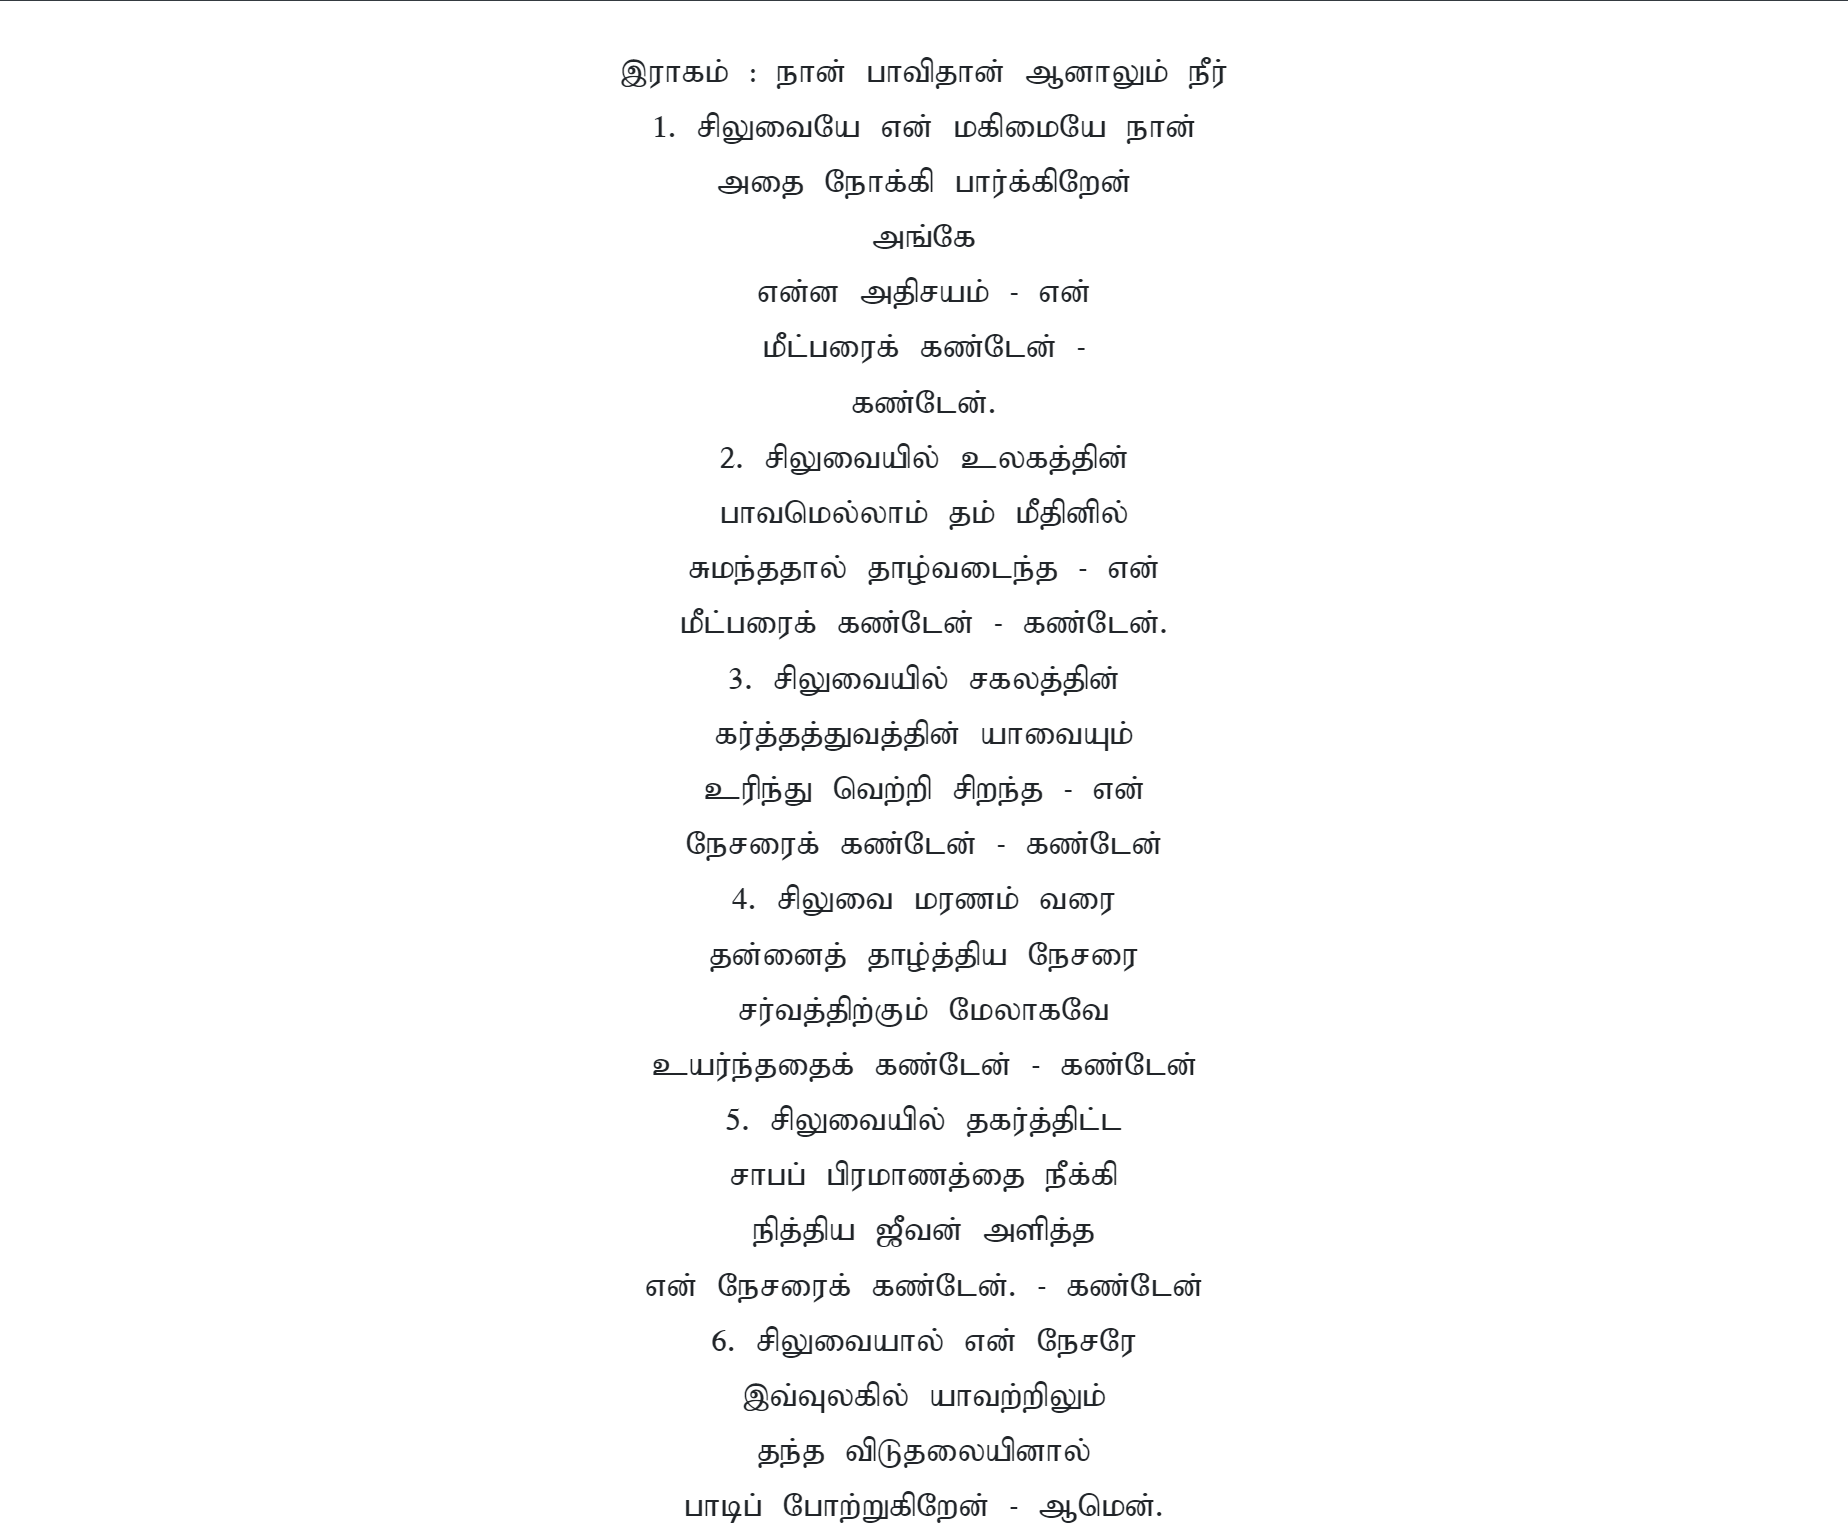 இராகம் : நான் பாவிதான் ஆனாலும் நீர்
1. சிலுவையே என் மகிமையே நான்
அதை நோக்கி பார்க்கிறேன்
அங்கே
என்ன அதிசயம் - என்
மீட்பரைக் கண்டேன் -
கண்டேன்.
2. சிலுவையில் உலகத்தின்
பாவமெல்லாம் தம் மீதினில்
சுமந்ததால் தாழ்வடைந்த - என்
மீட்பரைக் கண்டேன் - கண்டேன்.
3. சிலுவையில் சகலத்தின்
கர்த்தத்துவத்தின் யாவையும்
உரிந்து வெற்றி சிறந்த - என்
நேசரைக் கண்டேன் - கண்டேன்
4. சிலுவை மரணம் வரை
தன்னைத் தாழ்த்திய நேசரை
சர்வத்திற்கும் மேலாகவே
உயர்ந்ததைக் கண்டேன் - கண்டேன்
5. சிலுவையில் தகர்த்திட்ட
சாபப் பிரமாணத்தை நீக்கி
நித்திய ஜீவன் அளித்த
என் நேசரைக் கண்டேன். - கண்டேன்
6. சிலுவையால் என் நேசரே
இவ்வுலகில் யாவற்றிலும்
தந்த விடுதலையினால்
பாடிப் போற்றுகிறேன் - ஆமென்.